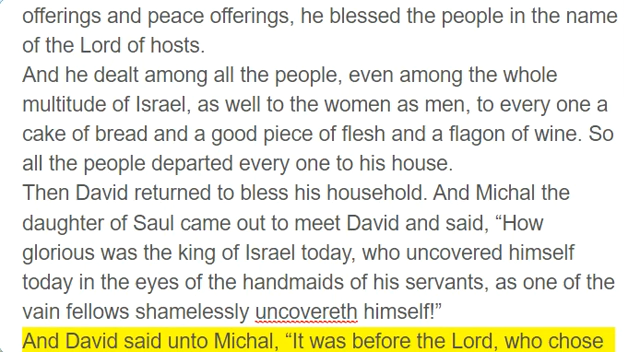 offerings and peace offerings, he blessed the people in the name
of the Lord of hosts.
And he dealt among all the people, even among the whole
multitude of Israel, as well to the women as men, to every one a
cake of bread and a good piece of flesh and a flagon of wine. So
all the people departed every one to his house.
Then David returned to bless his household. And Michal the
daughter of Saul came out to meet David and said, “How
glorious was the king of Israel today, who uncovered himself
today in the eyes of the handmaids of his servants, as one of the
vain fellows shamelessly uncovereth himself!”
And David said unto Michal, “It was before the Lord, who chose